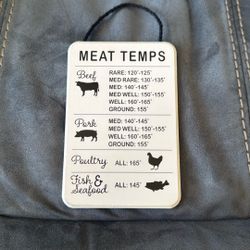 MEAT TEMPS
Beef
RARE: 120°-125°
MED RARE: 130°-135°
MED: 140°-145°
MED WELL: 150°-155°
WELL: 160°-165°
GROUND: 155°
Pork
MED: 140°-145°
MED WELL: 150°-155°
WELL: 160°-165°
GROUND: 155°
Poultry
ALL: 165°
Fish &
Seafood
ALL: 145°